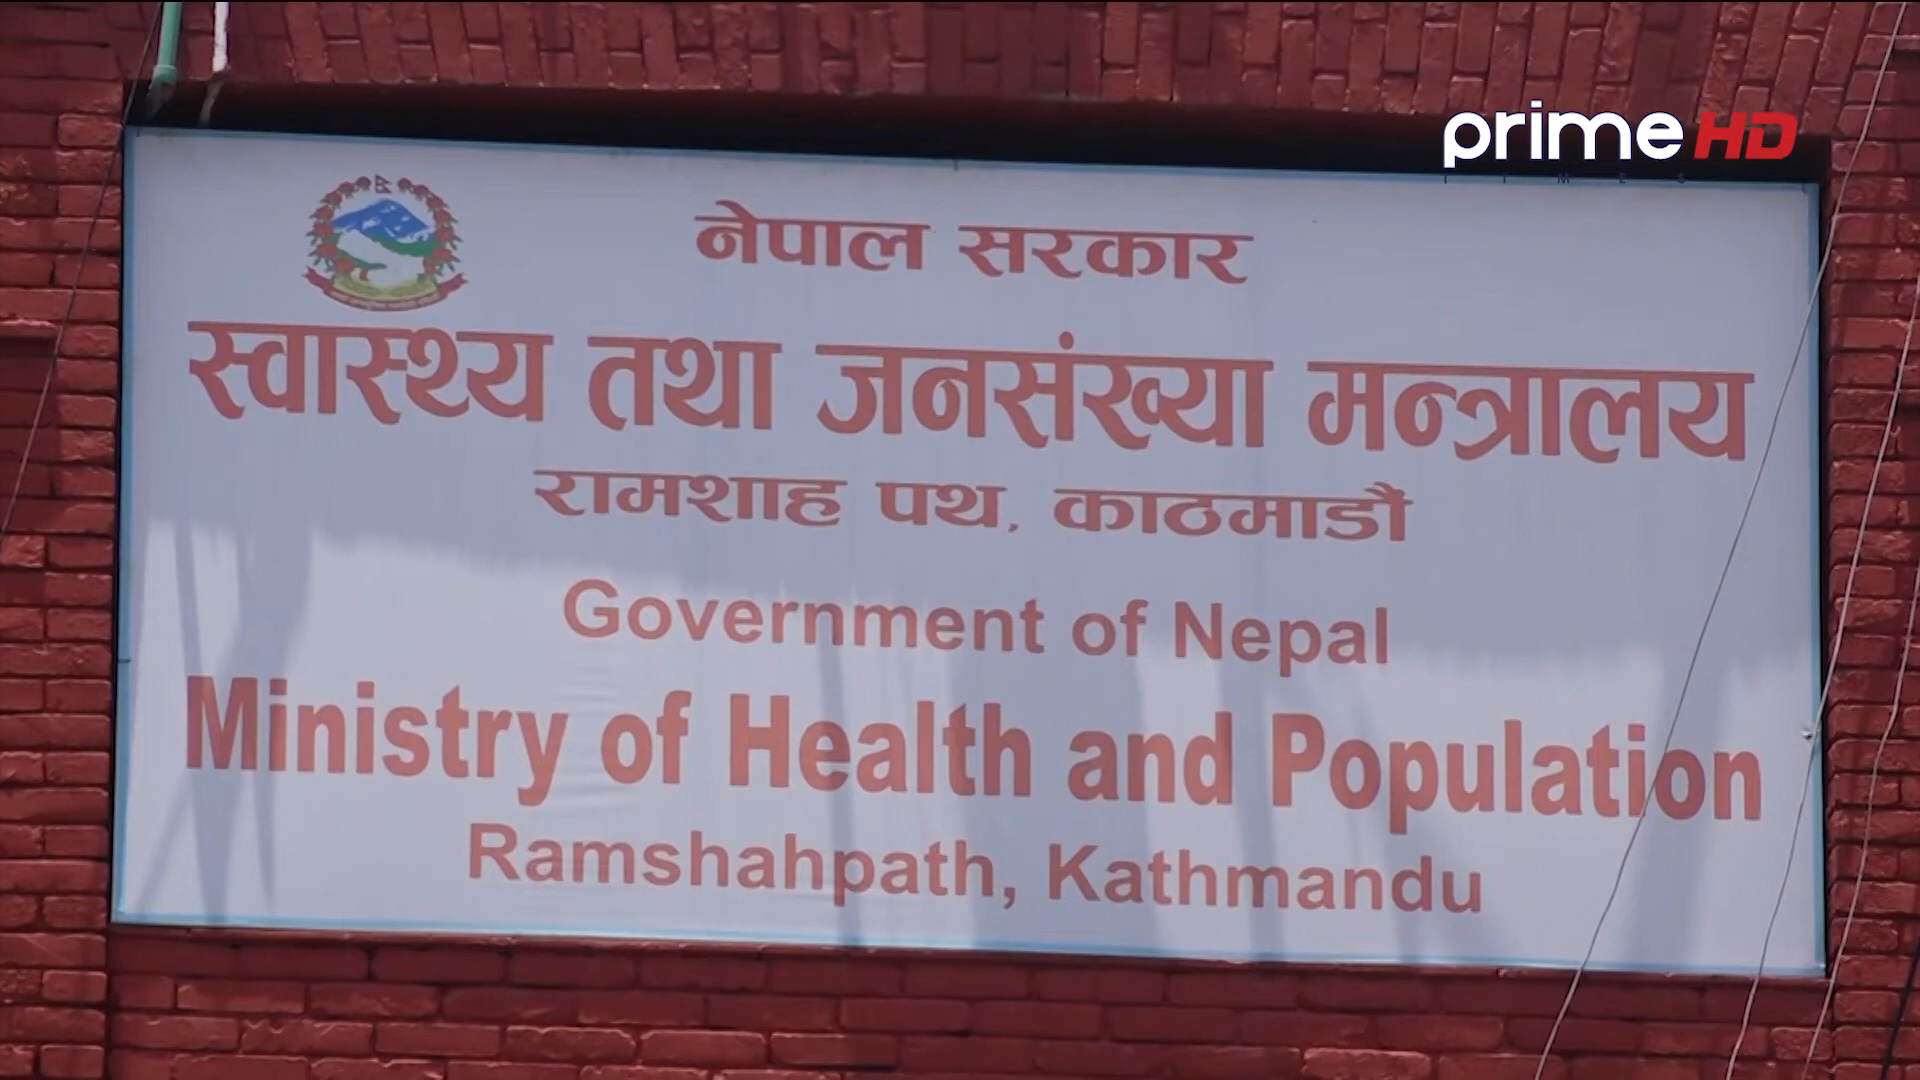 prime HD
TIMES
नेपाल सरकार
स्वास्थ्य तथा जनसंख्या मन्त्रालय
रामशाह पथ, काठमाडौं
Government of Nepal
Ministry of Health and Population
Ramshahpath, Kathmandu